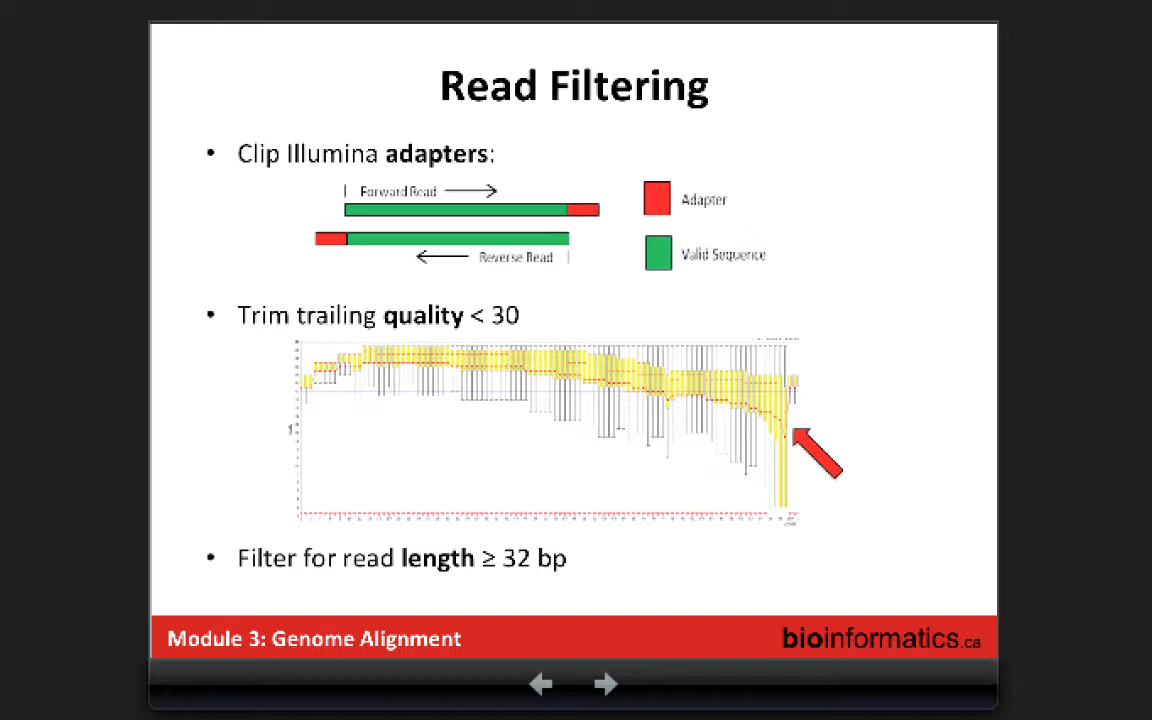 Read Filtering
• Clip Illumina adapters:
Forward Read
Adapter
Reverse Read
Valid Sequence
• Trim trailing quality < 30
• Filter for read length ≥ 32 bp
Module 3: Genome Alignment
bioinformatics.ca